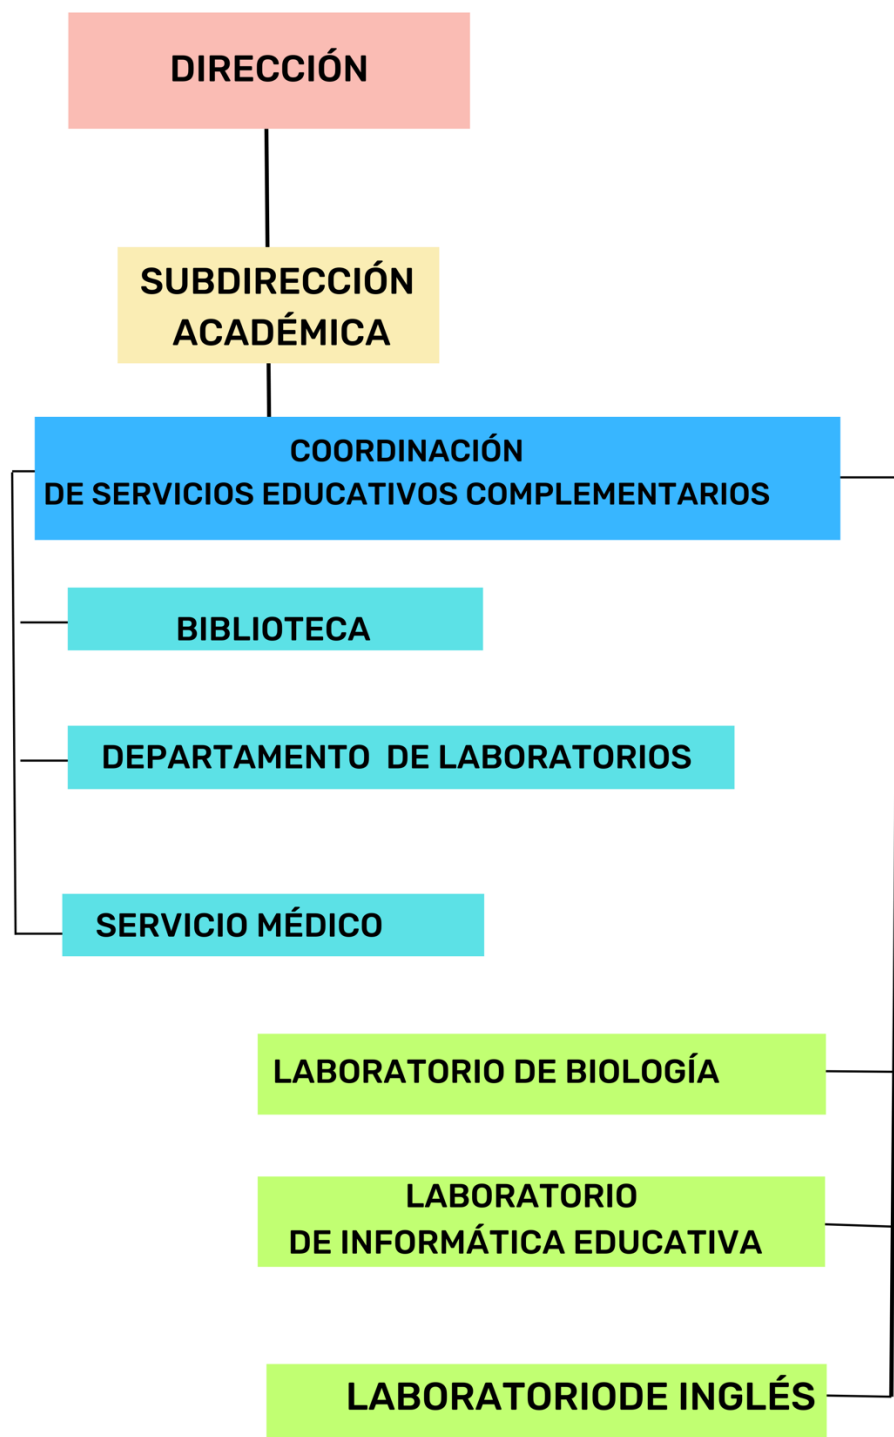 DIRECCIÓN
SUBDIRECCIÓN
ACADÉMICA
COORDINACIÓN
DE SERVICIOS EDUCATIVOS COMPLEMENTARIOS
BIBLIOTECA
DEPARTAMENTO DE LABORATORIOS
SERVICIO MÉDICO
LABORATORIO DE BIOLOGÍA
LABORATORIO
DE INFORMÁTICA EDUCATIVA
LABORATORIODE INGLÉS